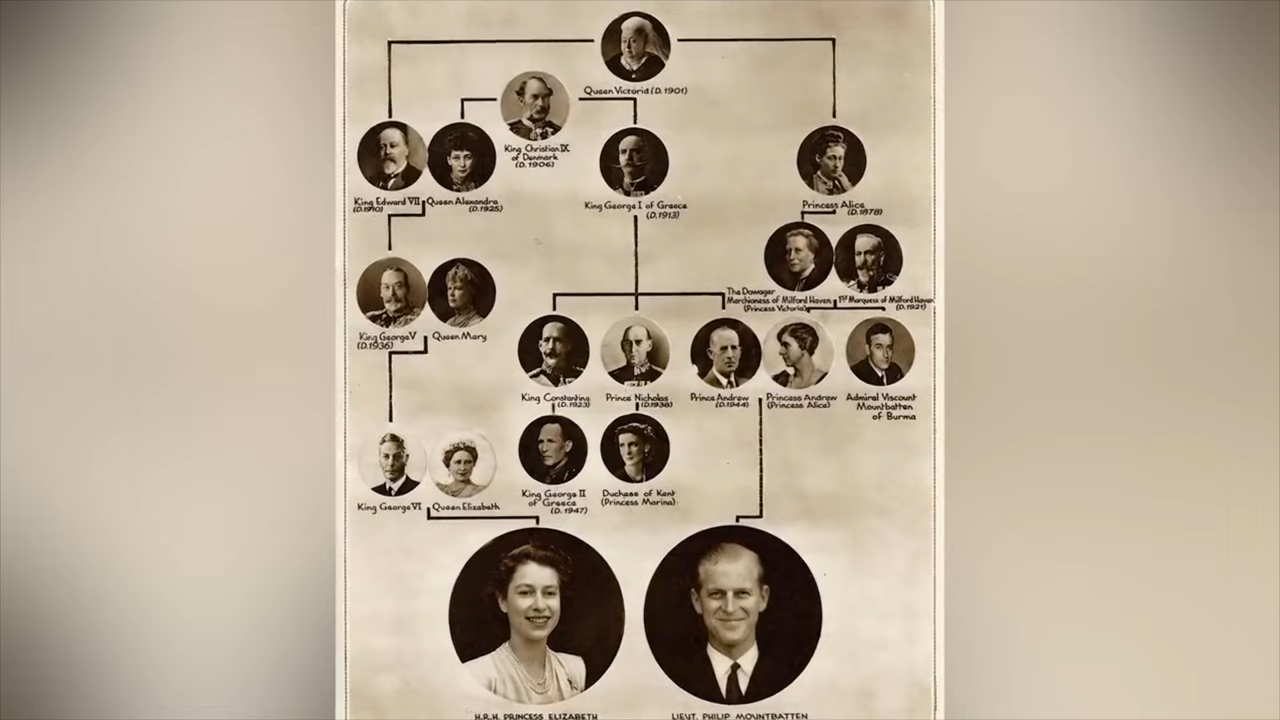 Queen Victoria (D. 1901)
King Christian IX
of Denmark
(D. 1906)
King Edward VII
(D. 1910)
Queen Alexandra
(D. 1925)
King George I of Greece
(D. 1913)
Princess Alice
(D. 1878)
The Dowager
Marchioness of Milford Haven
(Princess Victoria)
1ST Marquess of Milford Haven
(D. 1921)
King George V
(D. 1936)
Queen Mary
King Constantine
(D. 1923)
Prince Nicholas
(D. 1938)
Prince Andrew
(D. 1944)
Princess Andrew
(Princess Alice)
Admiral Viscount
Mountbatten
of Burma
King George VI
Queen Elizabeth
King George II
of Greece
(D. 1947)
Duchess of Kent
(Princess Marina)
H.R.H. PRINCESS ELIZABETH
LIEUT. PHILIP MOUNTBATTEN